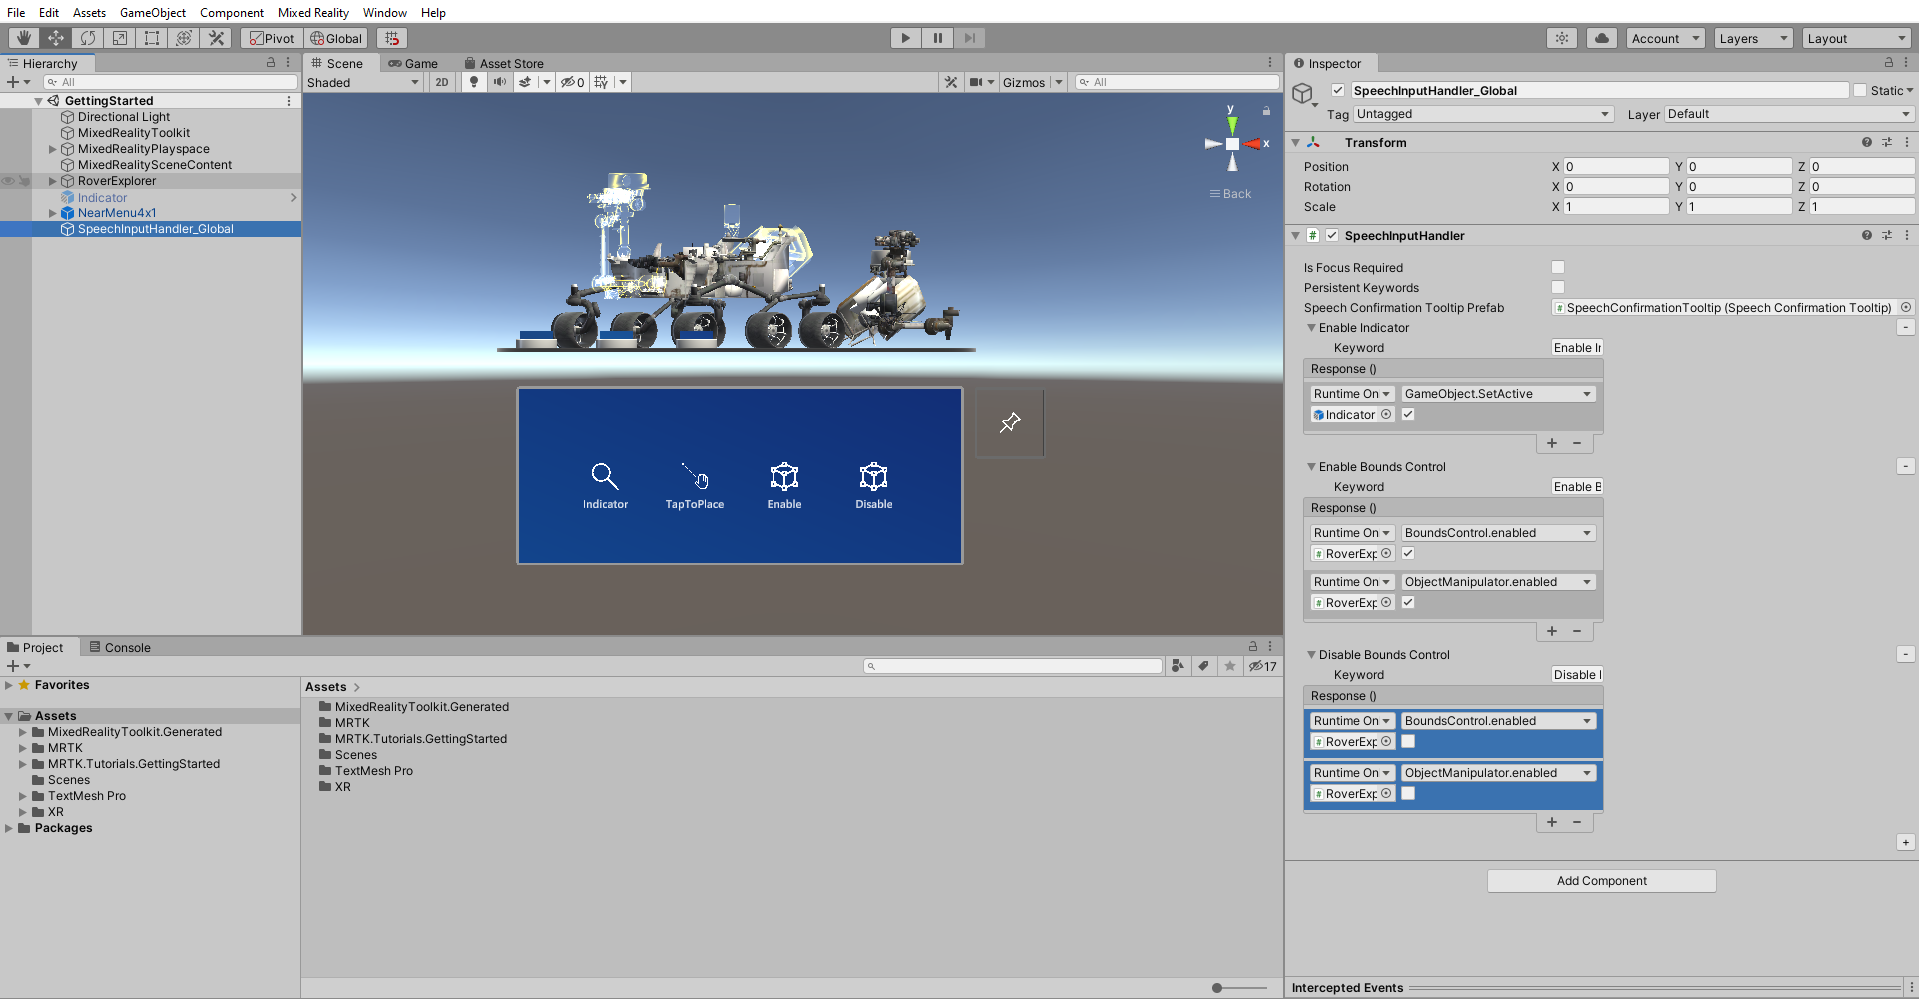 File Edit Assets GameObject Component Mixed Reality Window Help
Pivot Global Account Layers Layout
Hierarchy
All
GettingStarted
Directional Light
MixedRealityToolkit
MixedRealityPlayspace
MixedRealitySceneContent
RoverExplorer
Indicator
NearMenu4x1
SpeechInputHandler_Global
Scene Game Asset Store
Shaded 2D 0 Gizmos All
y
x
Back
Indicator TapToPlace Enable Disable
Project Console
17
Favorites
Assets
MixedRealityToolkit.Generated
MRTK
MRTK.Tutorials.GettingStarted
Scenes
TextMesh Pro
XR
Packages
Assets >
MixedRealityToolkit.Generated
MRTK
MRTK.Tutorials.GettingStarted
Scenes
TextMesh Pro
XR
Inspector
SpeechInputHandler_Global Static
Tag Untagged Layer Default
Transform
Position X 0 Y 0 Z 0
Rotation X 0 Y 0 Z 0
Scale X 1 Y 1 Z 1
# SpeechInputHandler
Is Focus Required
Persistent Keywords
Speech Confirmation Tooltip Prefab # SpeechConfirmationTooltip (Speech Confirmation Tooltip)
Enable Indicator -
Keyword Enable I
Response ()
Runtime On GameObject.SetActive
Indicator
+ -
Enable Bounds Control -
Keyword Enable B
Response ()
Runtime On BoundsControl.enabled
# RoverExp
Runtime On ObjectManipulator.enabled
# RoverExp
+ -
Disable Bounds Control -
Keyword Disable
Response ()
Runtime On BoundsControl.enabled
# RoverExp
Runtime On ObjectManipulator.enabled
# RoverExp
+ -
+
Add Component
Intercepted Events